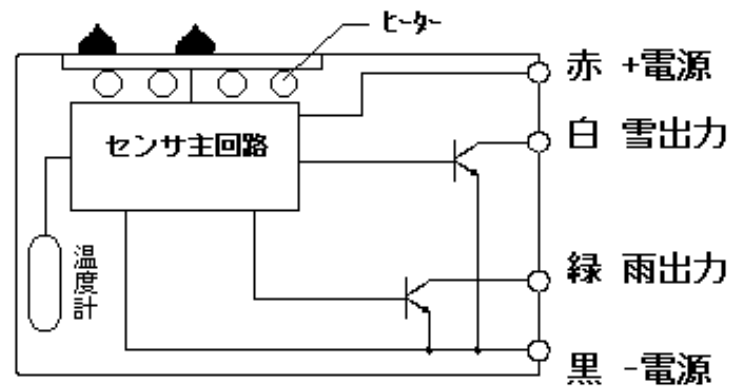 ﾋｰﾀｰ
赤 +電源
センサ主回路
白 雪出力
温度計
緑 雨出力
黒 -電源